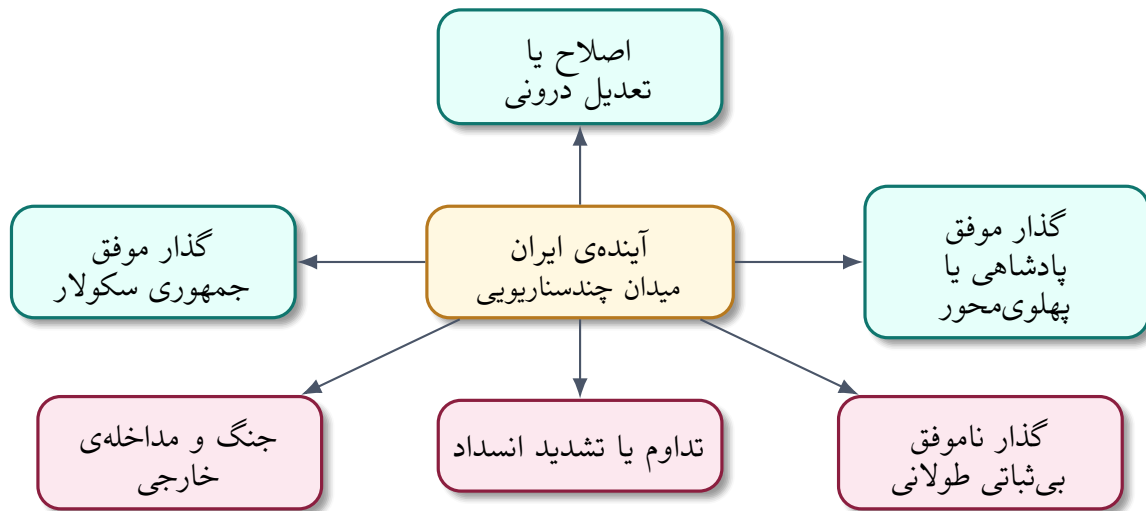 اصلاح یا
تعدیل درونی
گذار موفق
پادشاهی یا
پهلوی‌محور
آینده‌ی ایران
میدان چندسناریویی
گذار موفق
جمهوری سکولار
گذار ناموفق
بی‌ثباتی طولانی
تداوم یا تشدید انسداد
جنگ و مداخله‌ی
خارجی